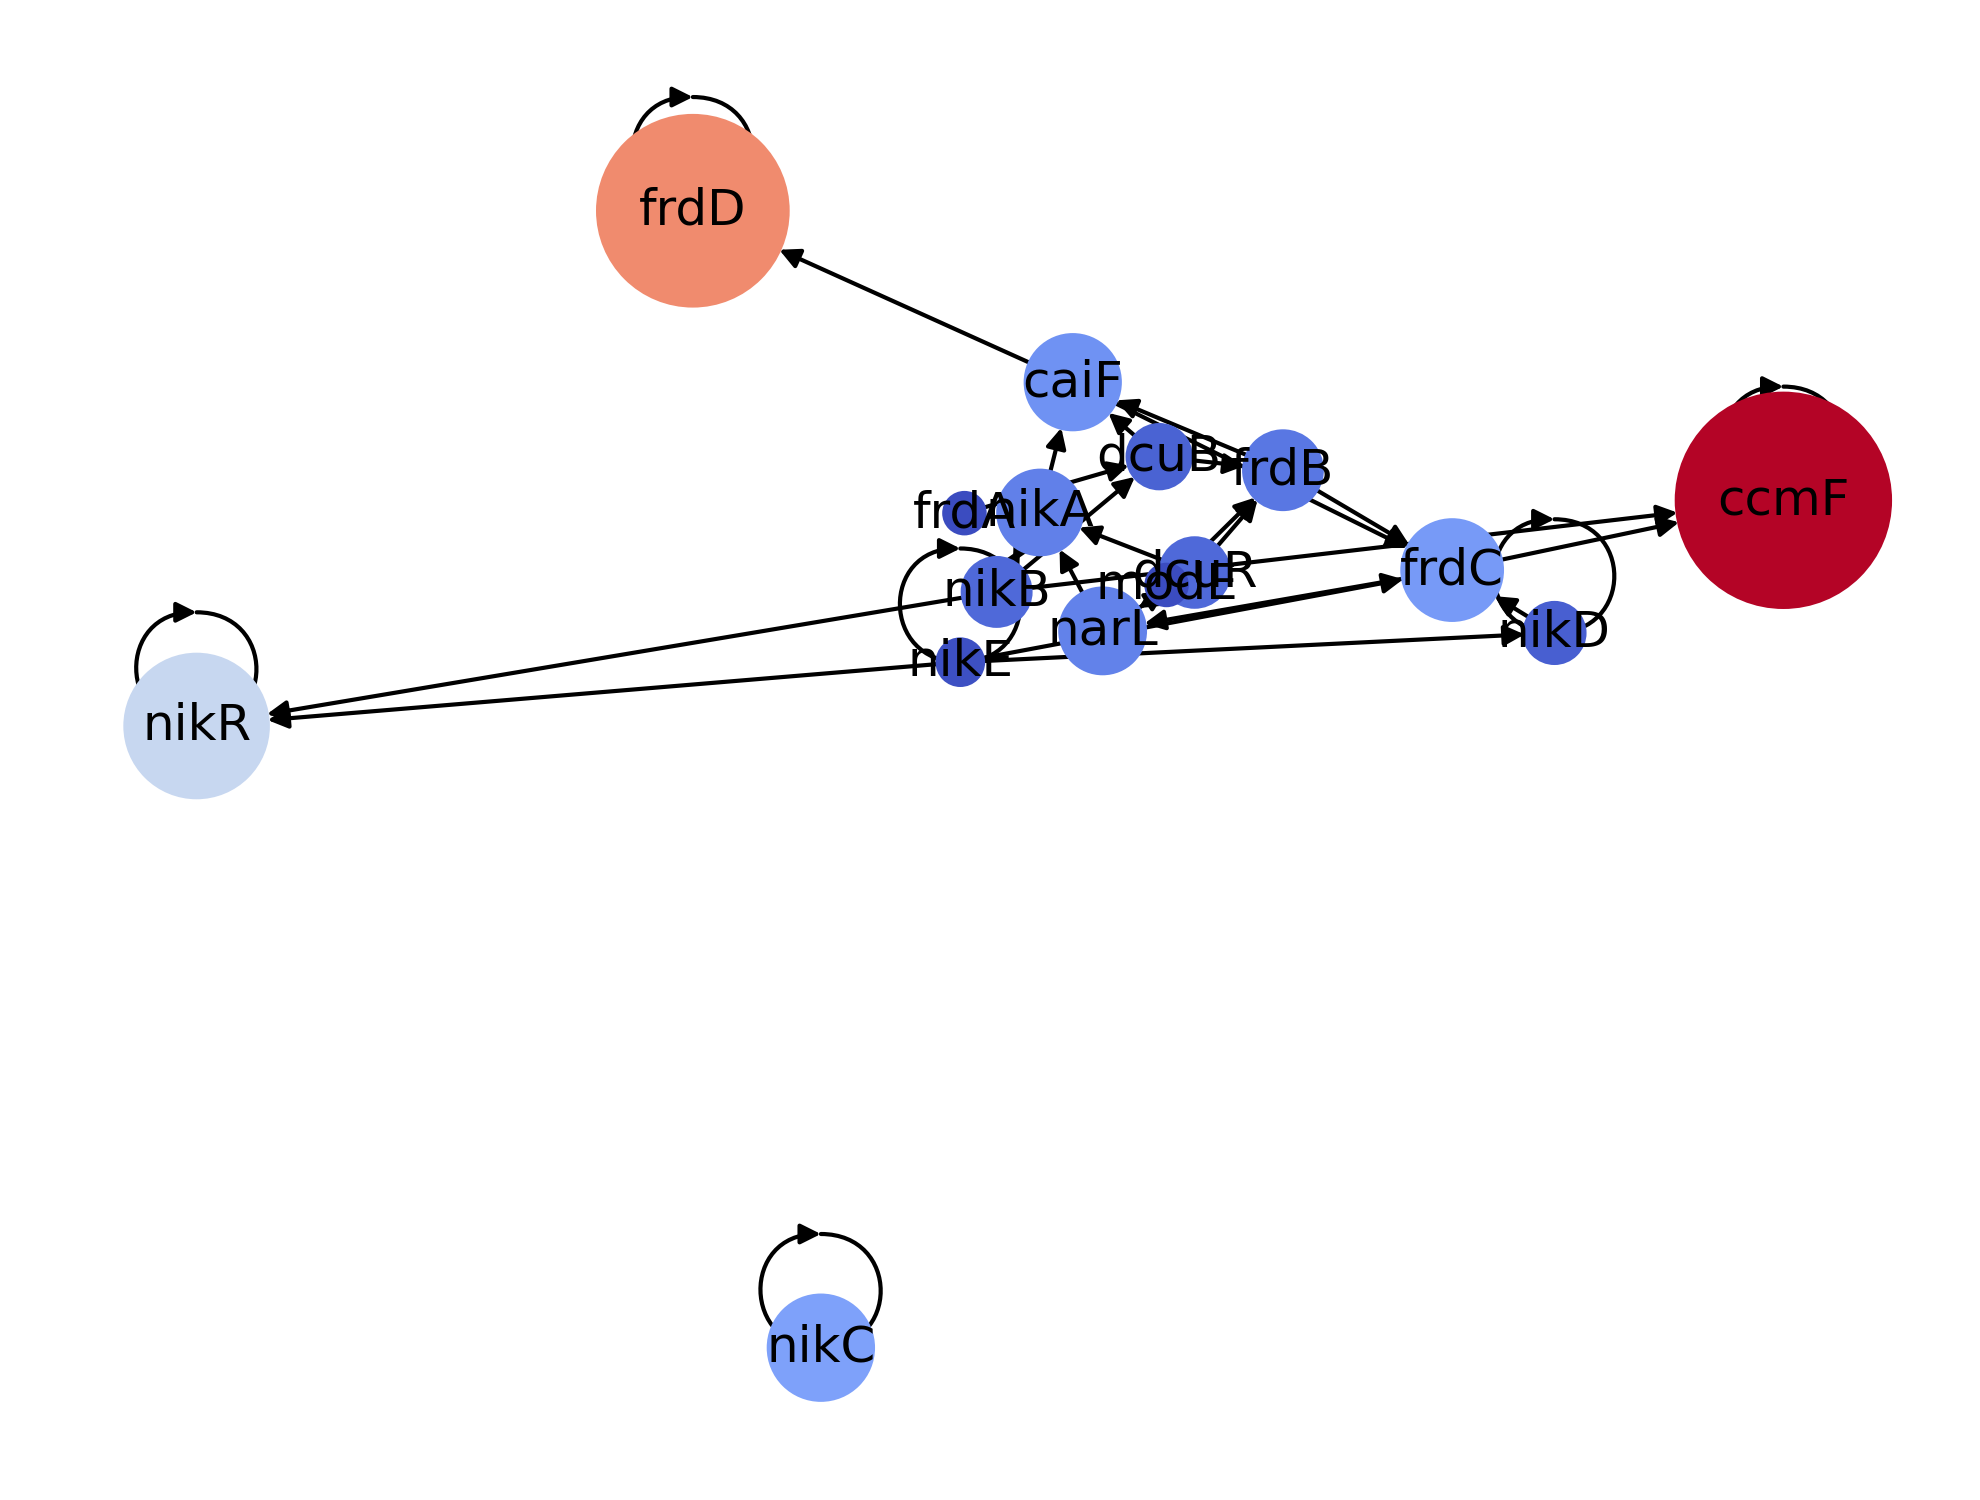 frdD
caiF
dcuB
frdB
ccmF
frdA
nikA
frdC
dcuR
modE
nikB
narL
nikD
nikE
nikR
nikC